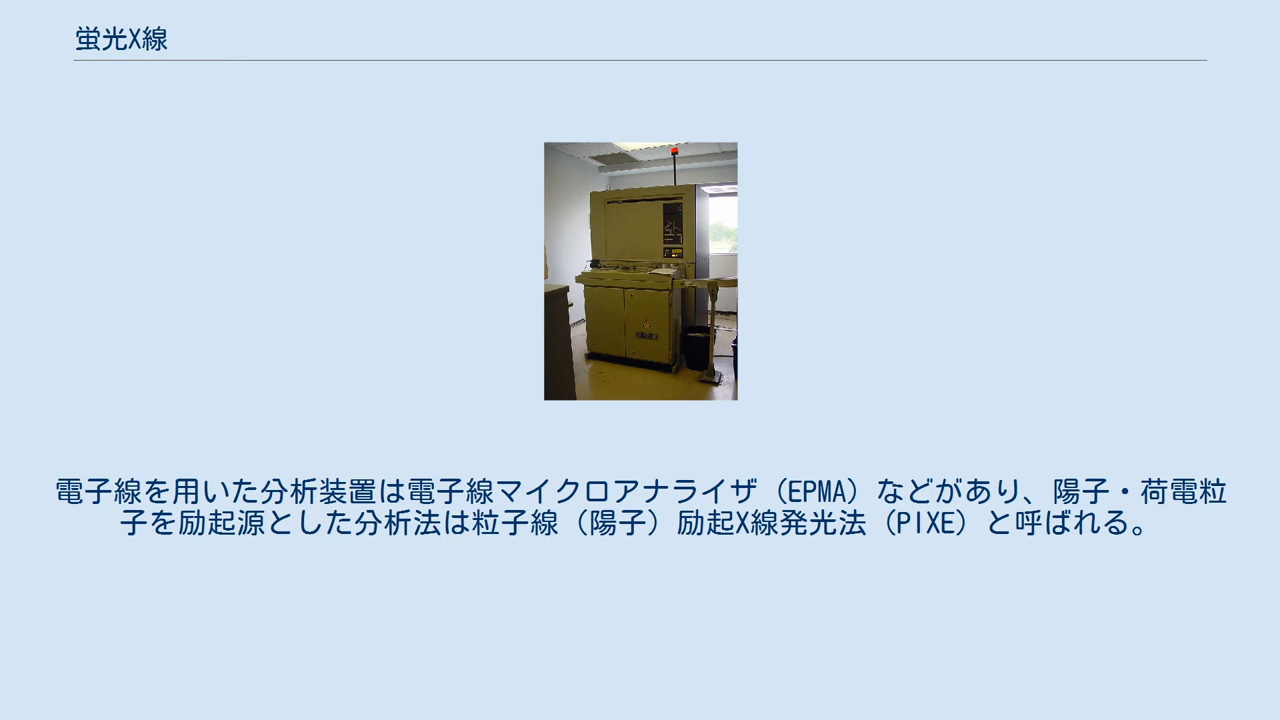 蛍光X線
電子線を用いた分析装置は電子線マイクロアナライザ（EPMA）などがあり、陽子・荷電粒
子を励起源とした分析法は粒子線（陽子）励起X線発光法（PIXE）と呼ばれる。